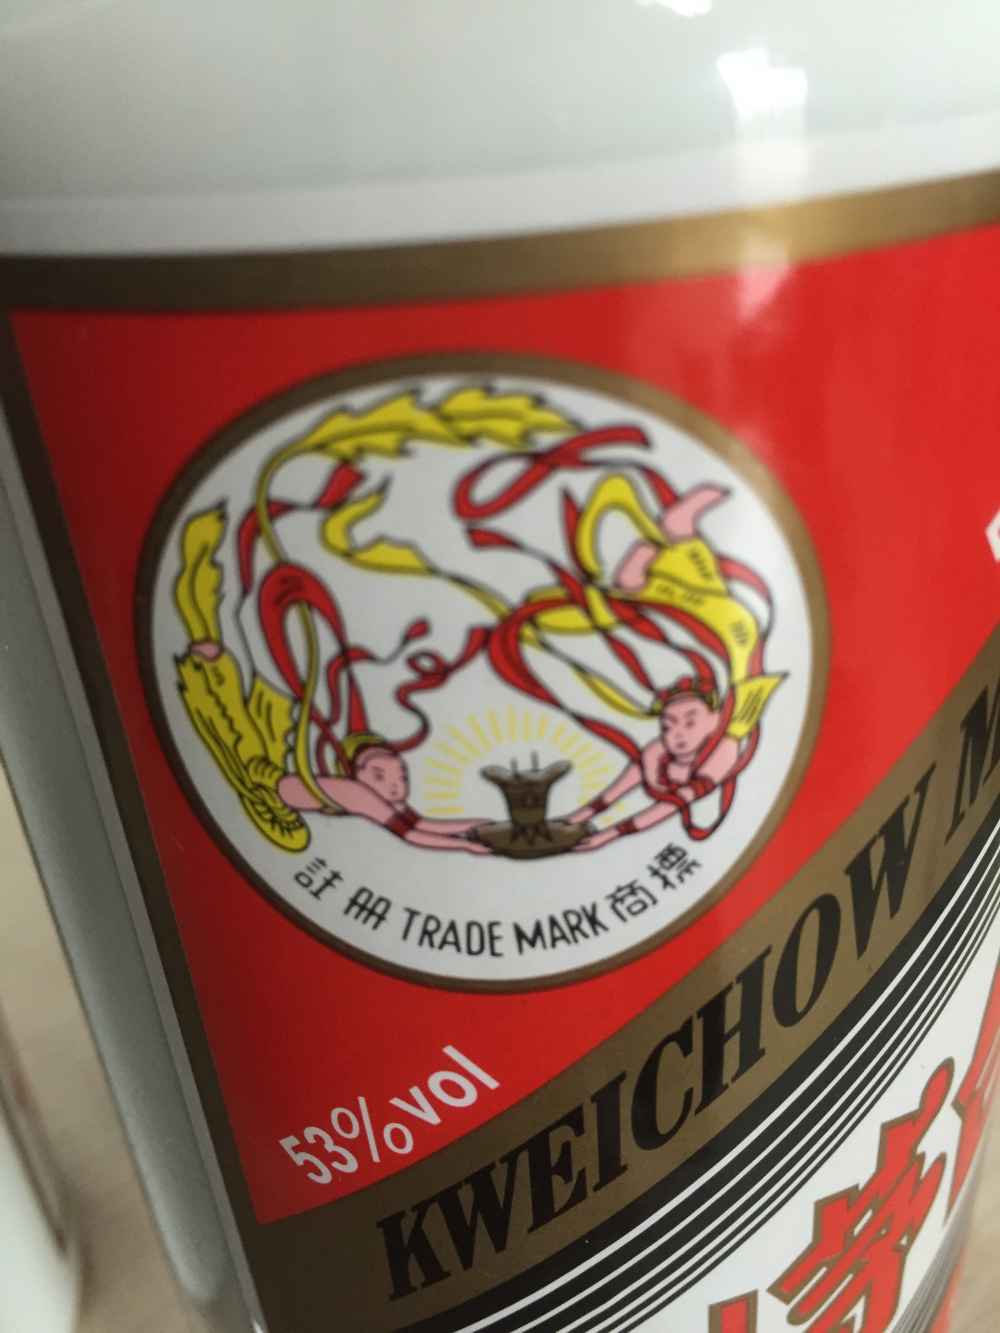 註册 TRADE MARK 商標
53%vol
KWEICHOW M